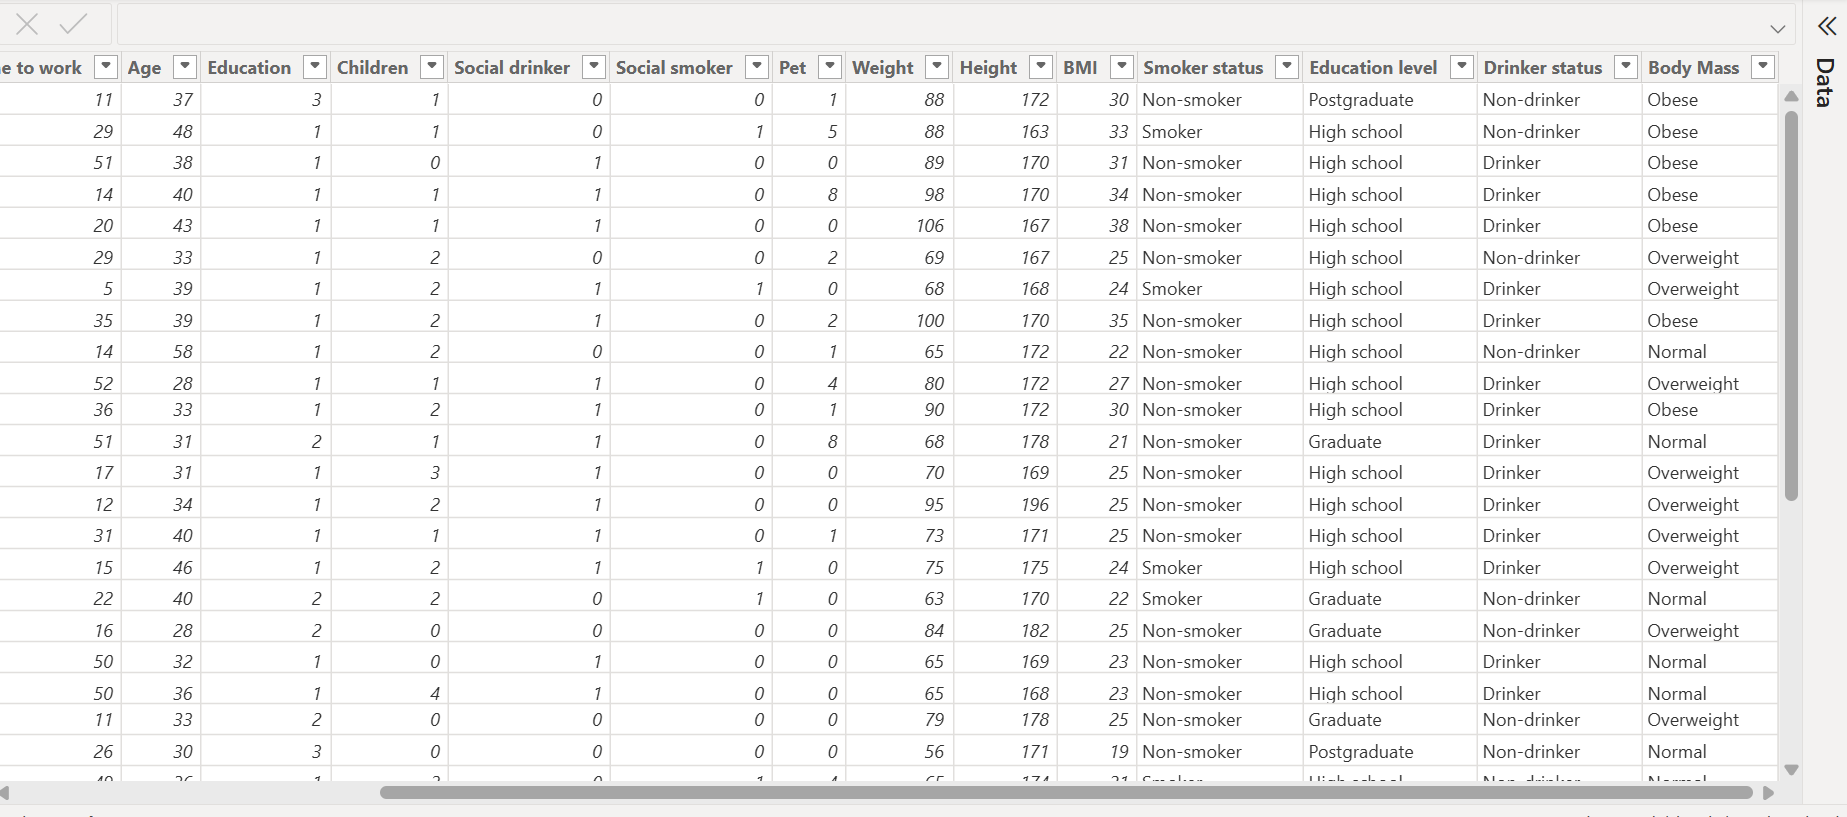 e to work Age Education Children Social drinker Social smoker Pet Weight Height BMI Smoker status Education level Drinker status Body Mass
11 37 3 1 0 0 1 88 172 30 Non-smoker Postgraduate Non-drinker Obese
29 48 1 1 0 1 5 88 163 33 Smoker High school Non-drinker Obese
51 38 1 0 1 0 0 89 170 31 Non-smoker High school Drinker Obese
14 40 1 1 1 0 8 98 170 34 Non-smoker High school Drinker Obese
20 43 1 1 1 0 0 106 167 38 Non-smoker High school Drinker Obese
29 33 1 2 0 0 2 69 167 25 Non-smoker High school Non-drinker Overweight
5 39 1 2 1 1 0 68 168 24 Smoker High school Drinker Overweight
35 39 1 2 1 0 2 100 170 35 Non-smoker High school Drinker Obese
14 58 1 2 0 0 1 65 172 22 Non-smoker High school Non-drinker Normal
52 28 1 1 1 0 4 80 172 27 Non-smoker High school Drinker Overweight
36 33 1 2 1 0 1 90 172 30 Non-smoker High school Drinker Obese
51 31 2 1 1 0 8 68 178 21 Non-smoker Graduate Drinker Normal
17 31 1 3 1 0 0 70 169 25 Non-smoker High school Drinker Overweight
12 34 1 2 1 0 0 95 196 25 Non-smoker High school Drinker Overweight
31 40 1 1 1 0 1 73 171 25 Non-smoker High school Drinker Overweight
15 46 1 2 1 1 0 75 175 24 Smoker High school Drinker Overweight
22 40 2 2 0 1 0 63 170 22 Smoker Graduate Non-drinker Normal
16 28 2 0 0 0 0 84 182 25 Non-smoker Graduate Non-drinker Overweight
50 32 1 0 1 0 0 65 169 23 Non-smoker High school Drinker Normal
50 36 1 4 1 0 0 65 168 23 Non-smoker High school Drinker Normal
11 33 2 0 0 0 0 79 178 25 Non-smoker Graduate Non-drinker Overweight
26 30 3 0 0 0 0 56 171 19 Non-smoker Postgraduate Non-drinker Normal
Smoker High school Non-drinker Normal
Data